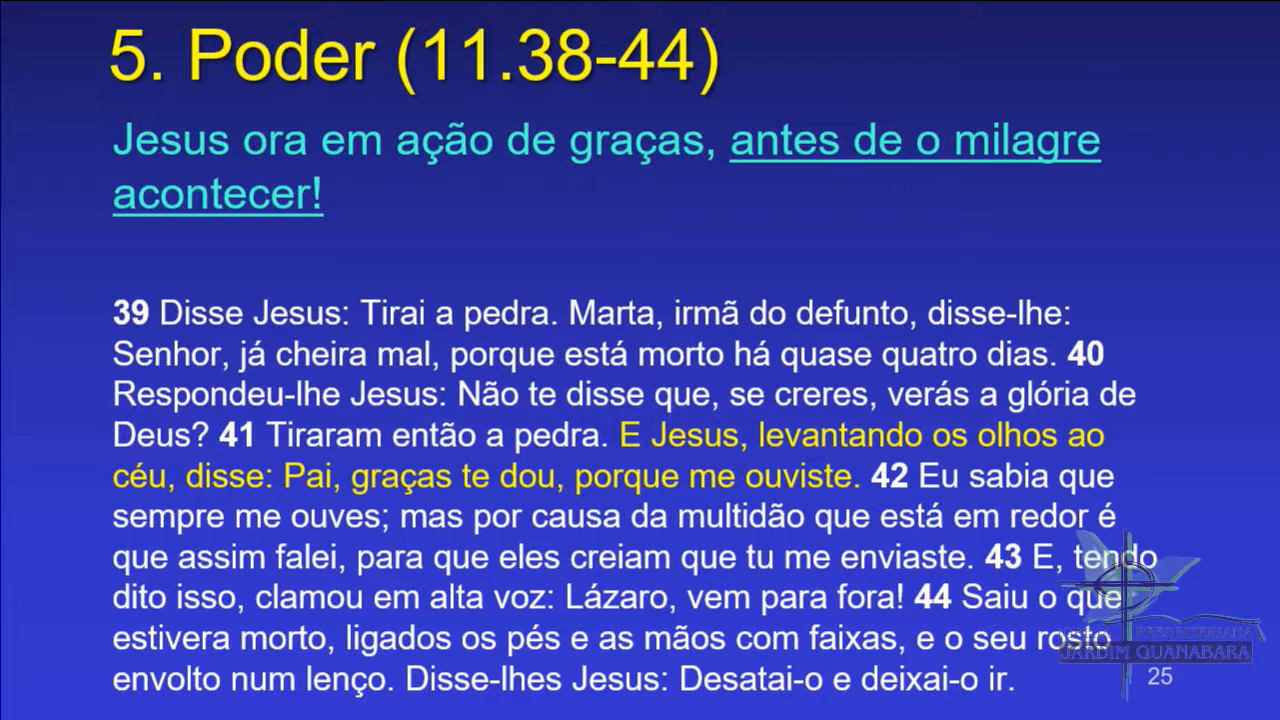 5. Poder (11.38-44)
Jesus ora em ação de graças, antes de o milagre
acontecer!
39 Disse Jesus: Tirai a pedra. Marta, irmã do defunto, disse-lhe:
Senhor, já cheira mal, porque está morto há quase quatro dias. 40
Respondeu-lhe Jesus: Não te disse que, se creres, verás a glória de
Deus? 41 Tiraram então a pedra. E Jesus, levantando os olhos ao
céu, disse: Pai, graças te dou, porque me ouviste. 42 Eu sabia que
sempre me ouves; mas por causa da multidão que está em redor é
que assim falei, para que eles creiam que tu me enviaste. 43 E, tendo
dito isso, clamou em alta voz: Lázaro, vem para fora! 44 Saiu o que
estivera morto, ligados os pés e as mãos com faixas, e o seu rosto
envolto num lenço. Disse-lhes Jesus: Desatai-o e deixai-o ir.
PRESBITERIANA
JARDIM GUANABARA
25